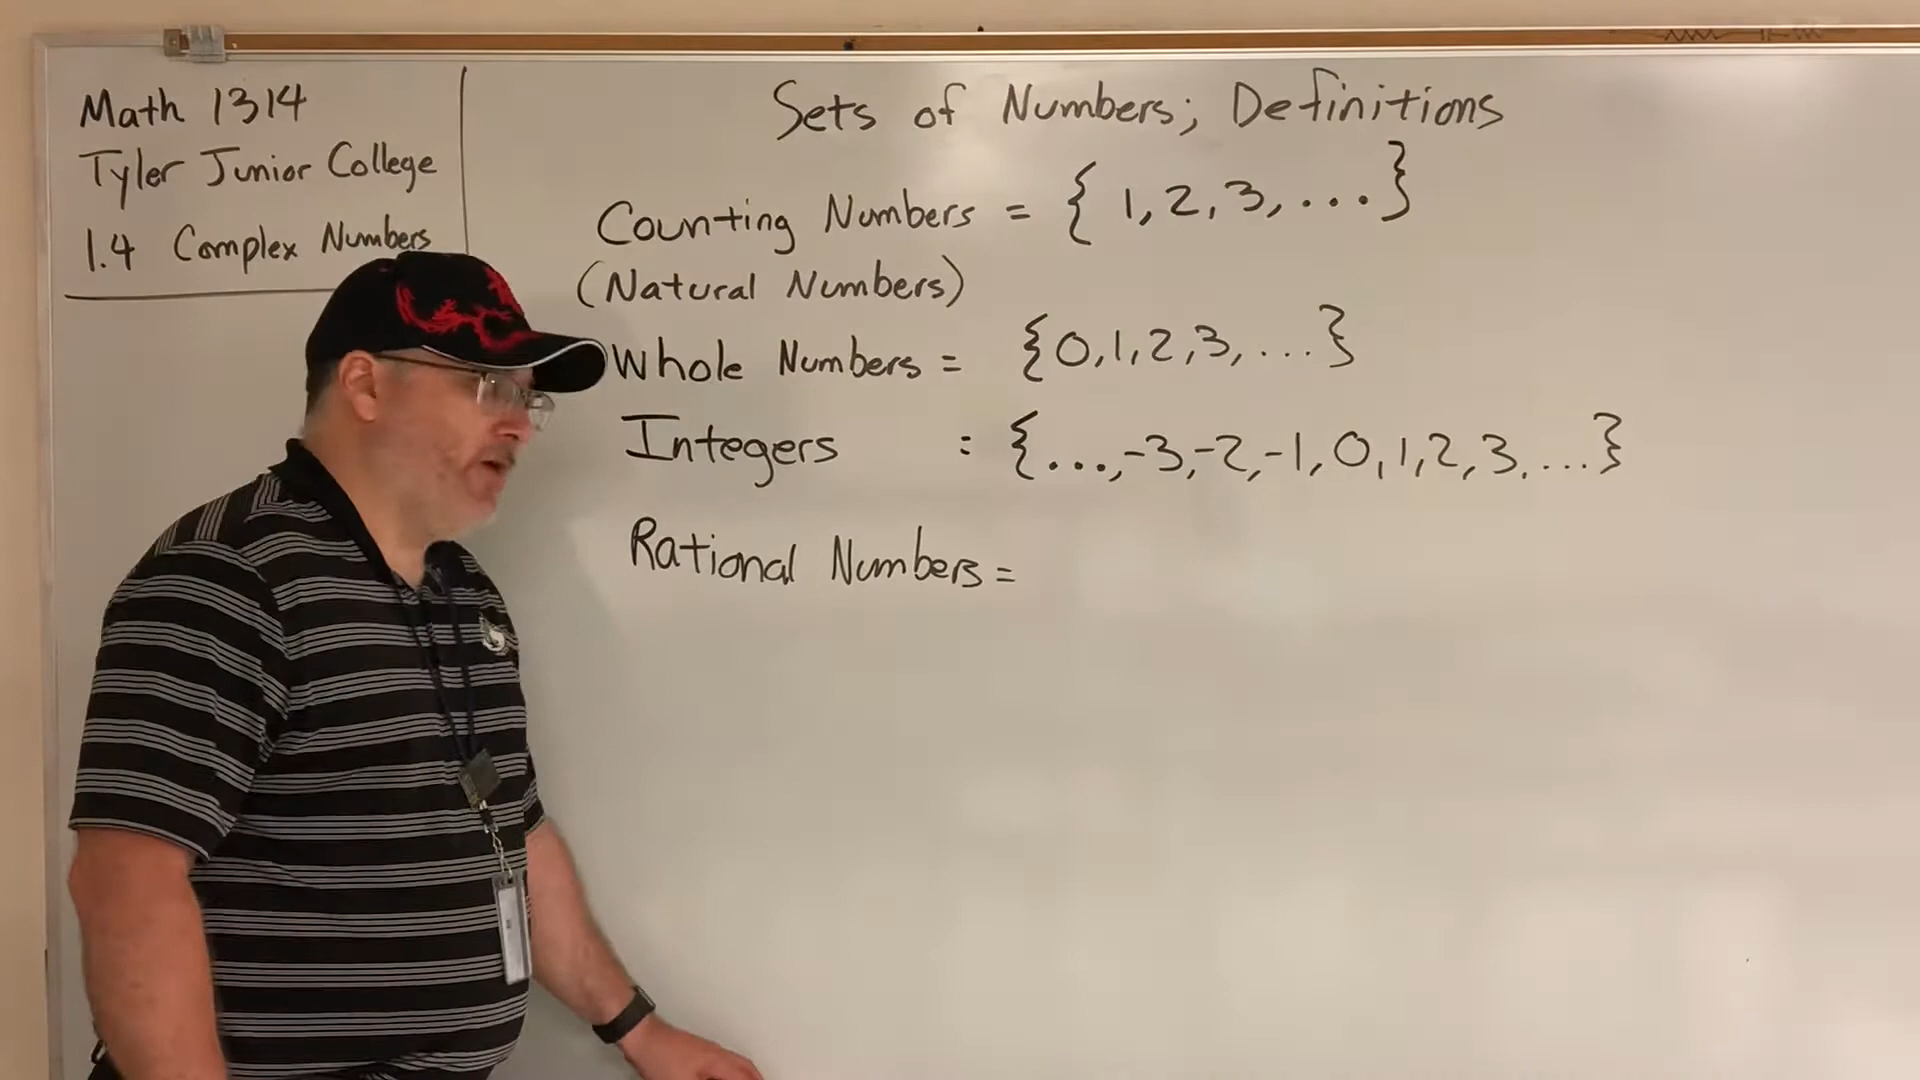 Math 1314
Tyler Junior College
1.4 Complex Numbers
Sets of Numbers; Definitions
Counting Numbers = { 1, 2, 3, ... }
(Natural Numbers)
Whole Numbers = {0, 1, 2, 3, ... }
Integers = {..., -3, -2, -1, 0, 1, 2, 3, ... }
Rational Numbers =